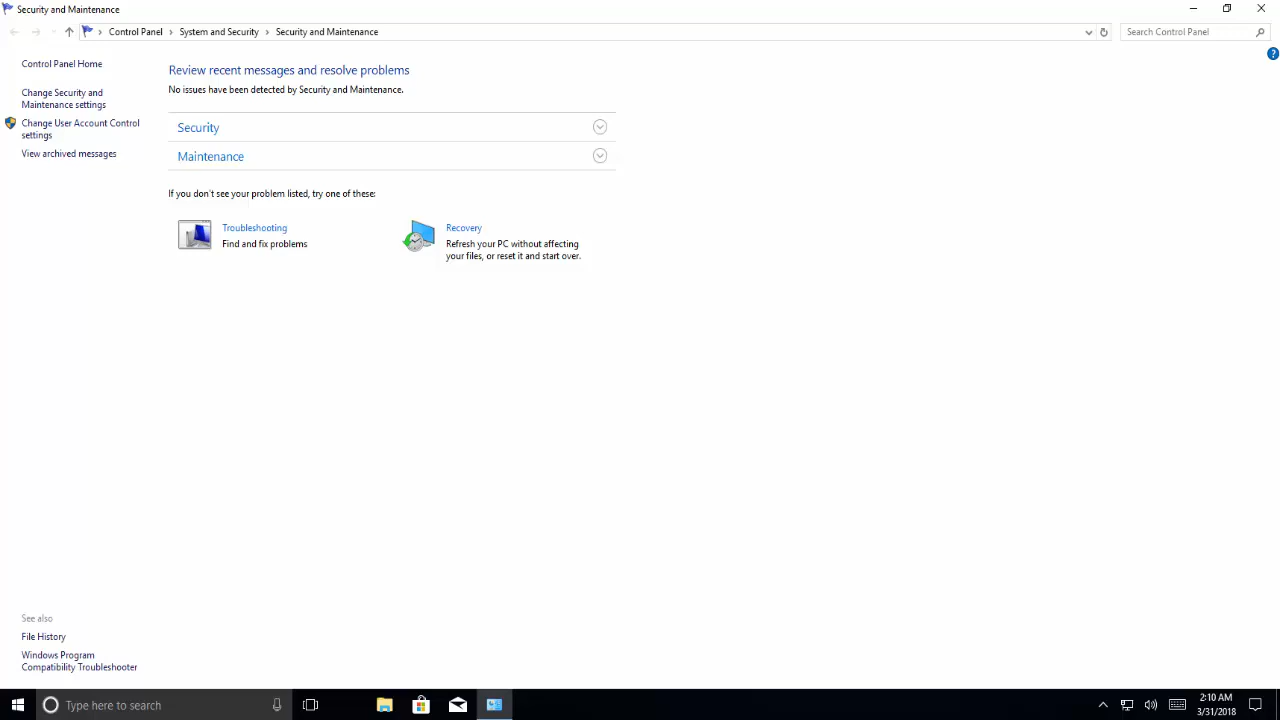 Security and Maintenance
Control Panel > System and Security > Security and Maintenance
Search Control Panel
Control Panel Home
Change Security and
Maintenance settings
Change User Account Control
settings
View archived messages
Review recent messages and resolve problems
No issues have been detected by Security and Maintenance.
Security
Maintenance
If you don't see your problem listed, try one of these:
Troubleshooting
Find and fix problems
Recovery
Refresh your PC without affecting
your files, or reset it and start over.
See also
File History
Windows Program
Compatibility Troubleshooter
Type here to search
2:10 AM
3/31/2018